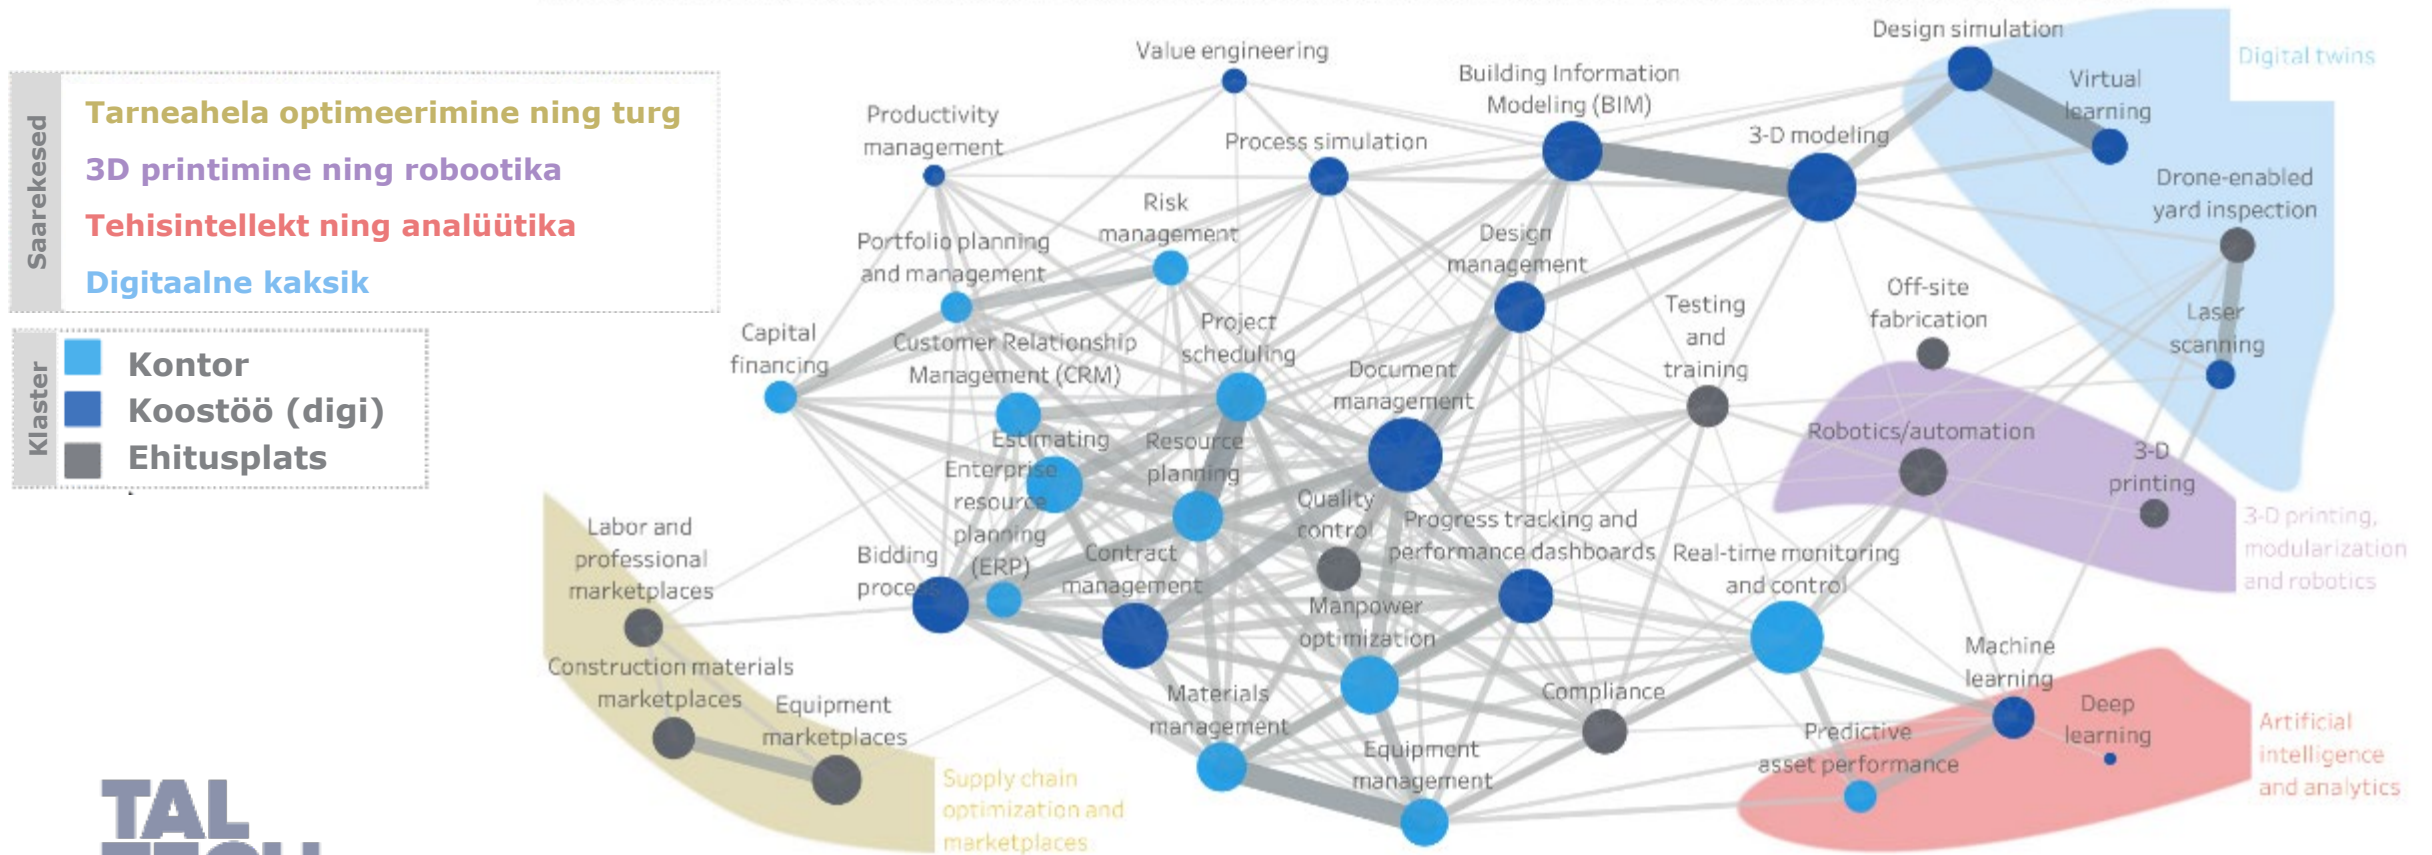 Saarekesed
Tarneahela optimeerimine ning turg
3D printimine ning robootika
Tehisintellekt ning analüütika
Digitaalne kaksik
Klaster
Kontor
Koostöö (digi)
Ehitusplats
Value engineering
Productivity
management
Process simulation
Building Information
Modeling (BIM)
3-D modeling
Design simulation
Virtual
learning
Digital twins
Drone-enabled
yard inspection
Laser
scanning
Risk
management
Portfolio planning
and management
Design
management
Capital
financing
Customer Relationship
Management (CRM)
Project
scheduling
Document
management
Testing
and
training
Off-site
fabrication
Robotics/automation
3-D
printing
3-D printing,
modularization
and robotics
Estimating
Resource
planning
Enterprise
resource
planning
(ERP)
Quality
control
Progress tracking and
performance dashboards
Real-time monitoring
and control
Bidding
process
Contract
management
Manpower
optimization
Labor and
professional
marketplaces
Construction materials
marketplaces
Equipment
marketplaces
Supply chain
optimization and
marketplaces
Materials
management
Equipment
management
Compliance
Machine
learning
Deep
learning
Predictive
asset performance
Artificial
intelligence
and analytics
TAL
TECH